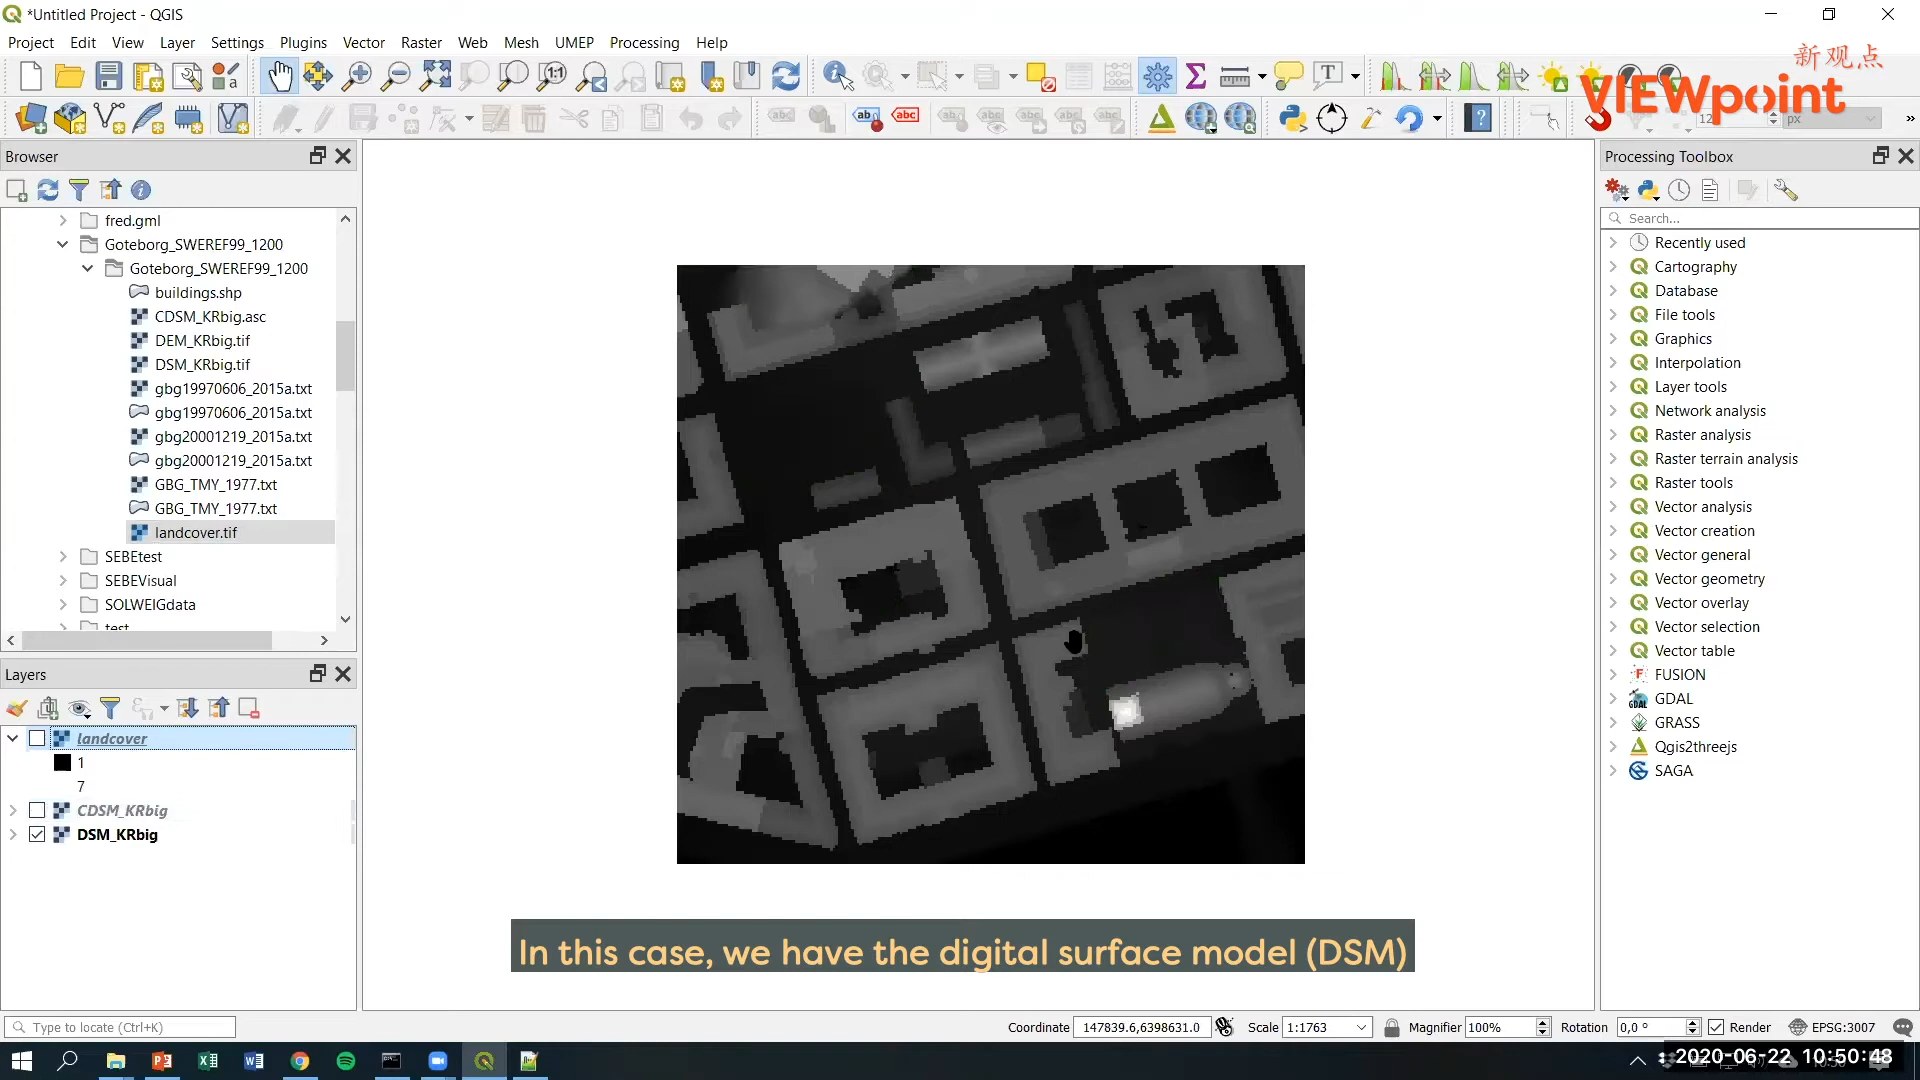 *Untitled Project - QGIS
Project Edit View Layer Settings Plugins Vector Raster Web Mesh UMEP Processing Help
新观点
VIEWpoint
px
Browser
fred.gml
Goteborg_SWEREF99_1200
Goteborg_SWEREF99_1200
buildings.shp
CDSM_KRbig.asc
DEM_KRbig.tif
DSM_KRbig.tif
gbg19970606_2015a.txt
gbg19970606_2015a.txt
gbg20001219_2015a.txt
gbg20001219_2015a.txt
GBG_TMY_1977.txt
GBG_TMY_1977.txt
landcover.tif
SEBEtest
SEBEVisual
SOLWEIGdata
test
Layers
landcover
1
7
CDSM_KRbig
DSM_KRbig
Processing Toolbox
Search...
Recently used
Cartography
Database
File tools
Graphics
Interpolation
Layer tools
Network analysis
Raster analysis
Raster terrain analysis
Raster tools
Vector analysis
Vector creation
Vector general
Vector geometry
Vector overlay
Vector selection
Vector table
FUSION
GDAL
GRASS
Qgis2threejs
SAGA
In this case, we have the digital surface model (DSM)
Type to locate (Ctrl+K)
Coordinate 147839.6,6398631.0 Scale 1:1763 Magnifier 100% Rotation 0,0 ° Render EPSG:3007
2020-06-22 10:50:48